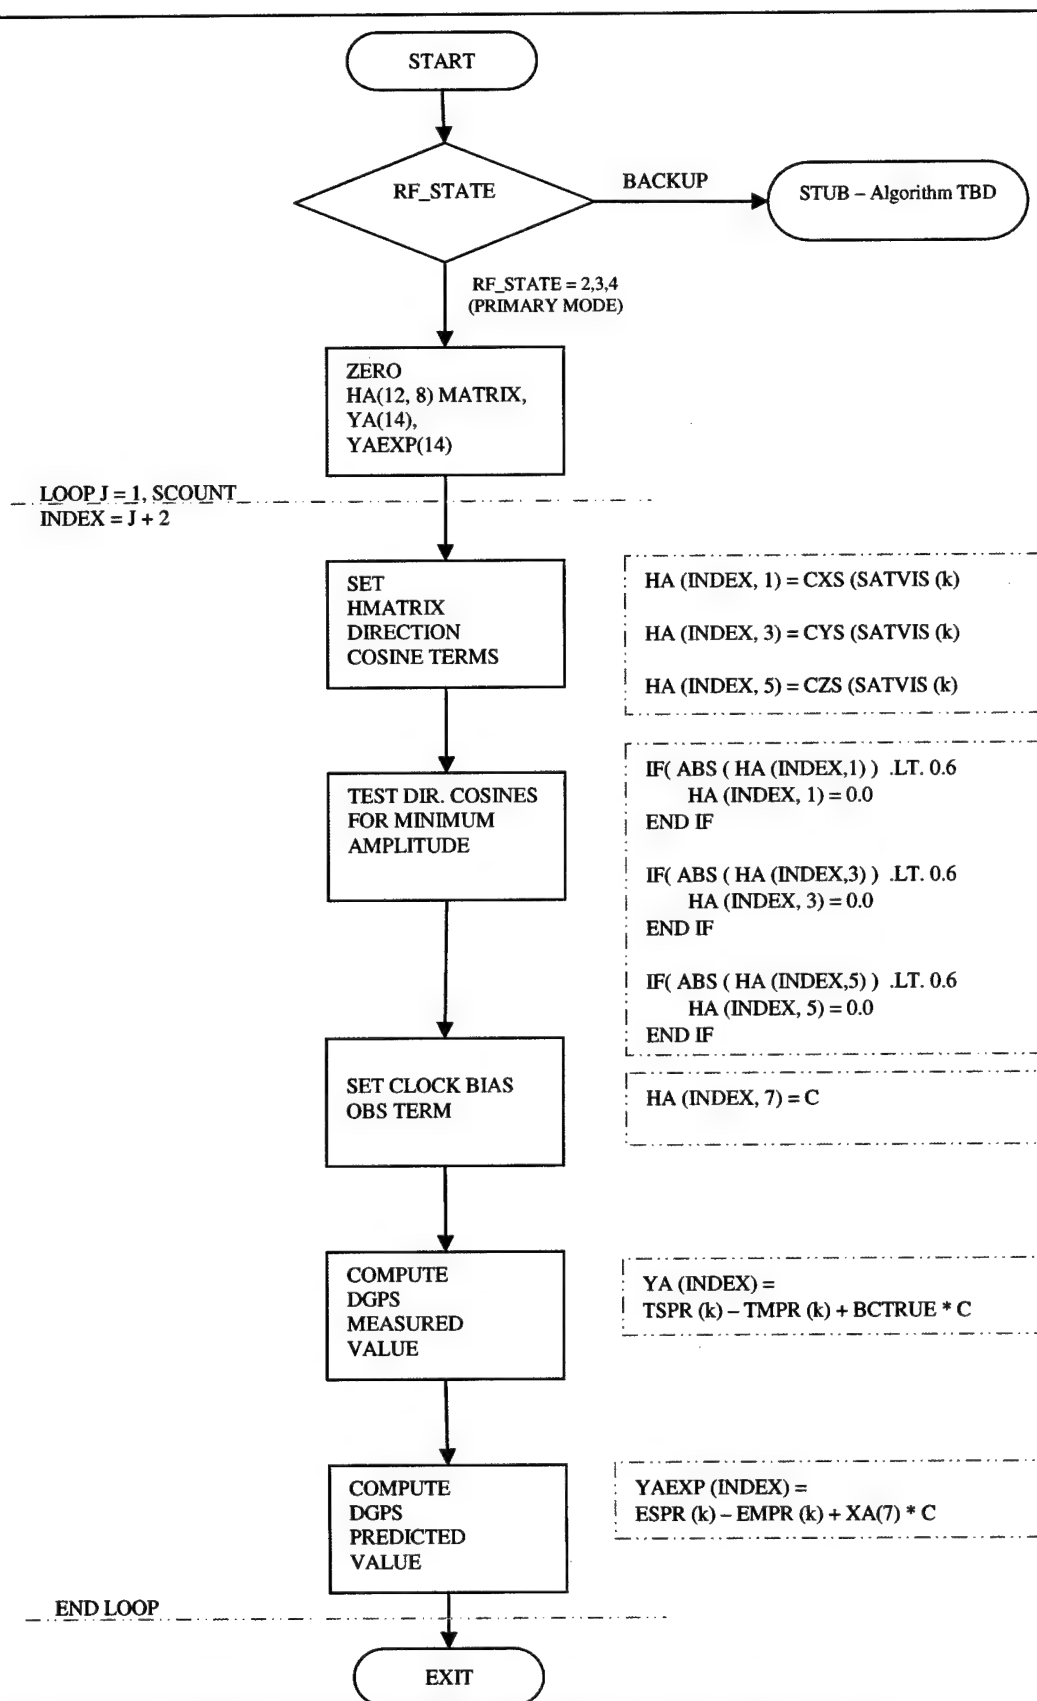 START
RF_STATE
BACKUP
STUB – Algorithm TBD
RF_STATE = 2,3,4
(PRIMARY MODE)
ZERO
HA(12, 8) MATRIX,
YA(14),
YAEXP(14)
LOOP J = 1, SCOUNT
INDEX = J + 2
SET
HMATRIX
DIRECTION
COSINE TERMS
HA (INDEX, 1) = CXS (SATVIS (k)
HA (INDEX, 3) = CYS (SATVIS (k)
HA (INDEX, 5) = CZS (SATVIS (k)
TEST DIR. COSINES
FOR MINIMUM
AMPLITUDE
IF( ABS ( HA (INDEX,1) ) .LT. 0.6
HA (INDEX, 1) = 0.0
END IF
IF( ABS ( HA (INDEX,3) ) .LT. 0.6
HA (INDEX, 3) = 0.0
END IF
IF( ABS ( HA (INDEX,5) ) .LT. 0.6
HA (INDEX, 5) = 0.0
END IF
SET CLOCK BIAS
OBS TERM
HA (INDEX, 7) = C
COMPUTE
DGPS
MEASURED
VALUE
YA (INDEX) =
TSPR (k) – TMPR (k) + BCTRUE * C
COMPUTE
DGPS
PREDICTED
VALUE
YAEXP (INDEX) =
ESPR (k) – EMPR (k) + XA(7) * C
END LOOP
EXIT